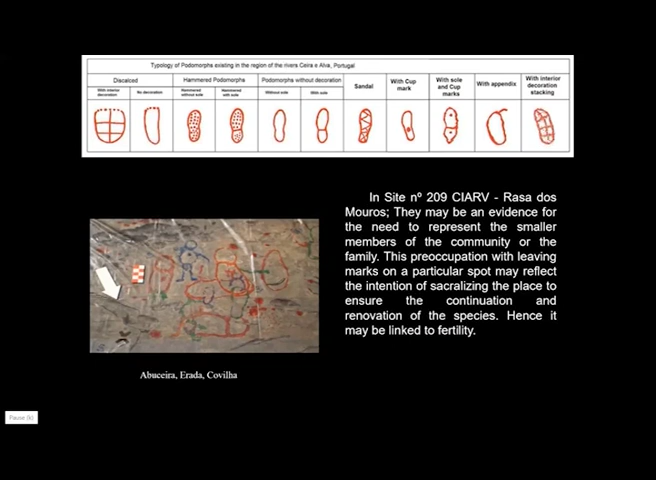 Typology of Podomorphs existing in the region of the rivers Ceira e Alva, Portugal
Discalced
Hammered Podomorphs
Podomorphs without decoration
Sandal
With Cup mark
With sole and Cup marks
With appendix
With interior decoration stacking
With interior decoration
No decoration
Hammered without sole
Hammered with sole
Without sole
With sole
In Site nº 209 CIARV - Rasa dos
Mouros; They may be an evidence for
the need to represent the smaller
members of the community or the
family. This preoccupation with leaving
marks on a particular spot may reflect
the intention of sacralizing the place to
ensure the continuation and
renovation of the species. Hence it
may be linked to fertility.
Abuceira, Erada, Covilha
Pause (k)